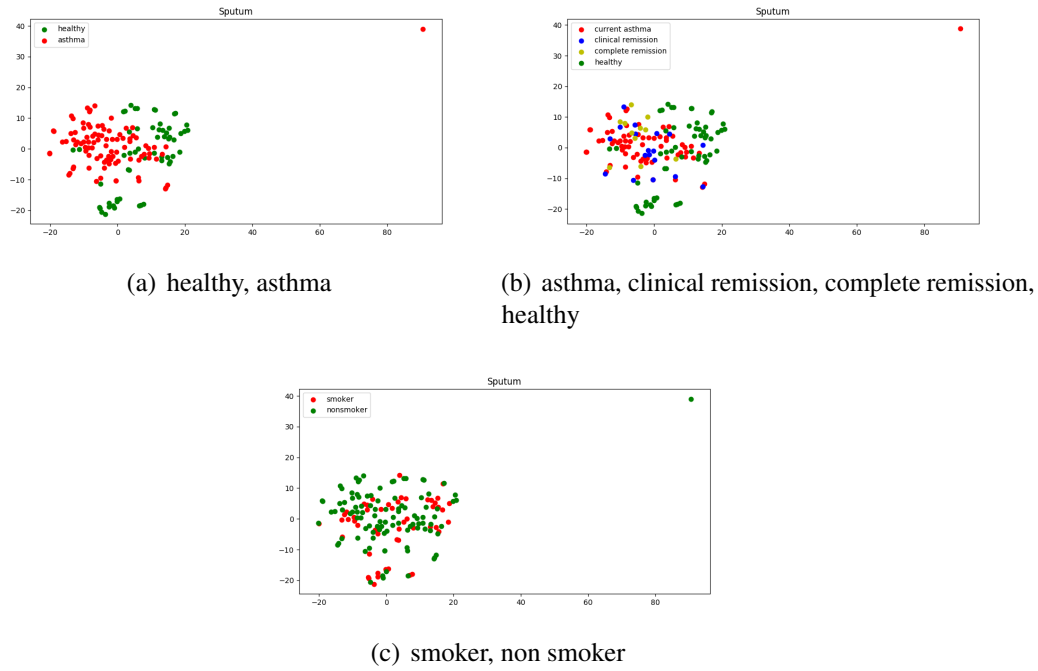 Sputum
healthy
asthma
40
30
20
10
0
−10
−20
−20 0 20 40 60 80
(a) healthy, asthma
Sputum
current asthma
clinical remission
complete remission
healthy
40
30
20
10
0
−10
−20
−20 0 20 40 60 80
(b) asthma, clinical remission, complete remission,
healthy
Sputum
smoker
nonsmoker
40
30
20
10
0
−10
−20
−20 0 20 40 60 80
(c) smoker, non smoker